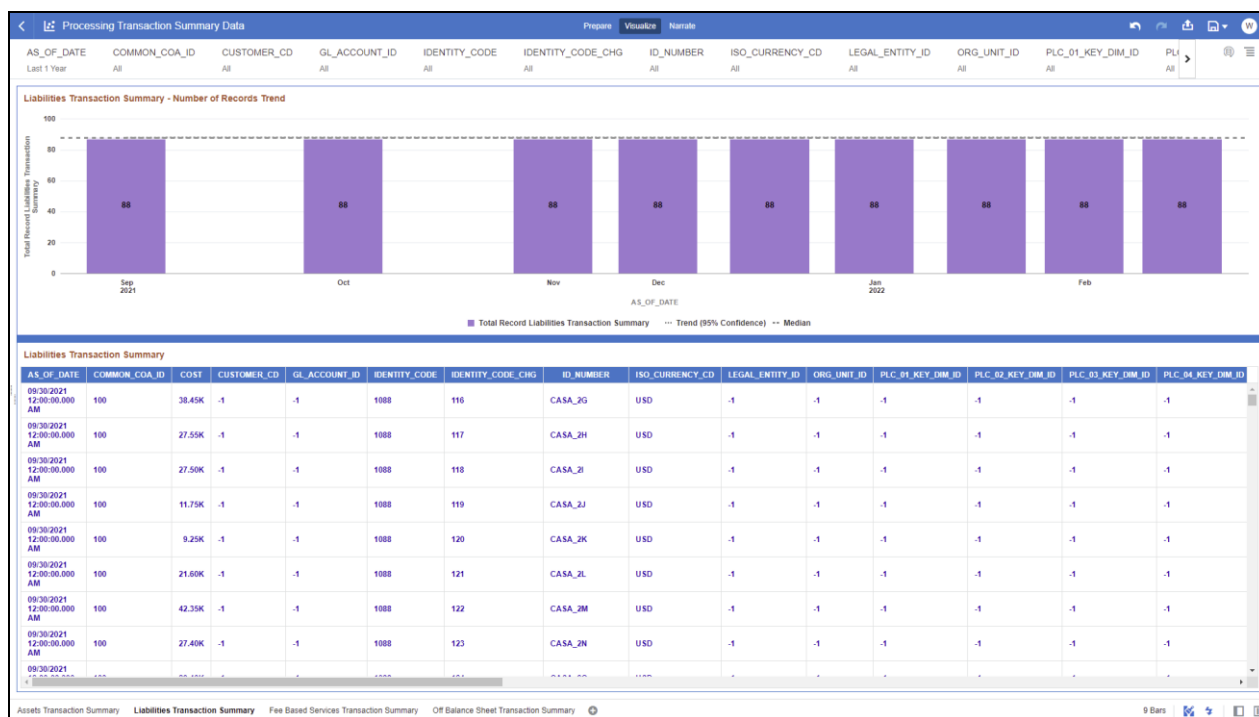 Processing Transaction Summary Data
Prepare Visualize Narrate
W
AS_OF_DATE COMMON_COA_ID CUSTOMER_CD GL_ACCOUNT_ID IDENTITY_CODE IDENTITY_CODE_CHG ID_NUMBER ISO_CURRENCY_CD LEGAL_ENTITY_ID ORG_UNIT_ID PLC_01_KEY_DIM_ID
Last 1 Year All All All All All All All All All All All
Liabilities Transaction Summary - Number of Records Trend
Total Record Liabilities Transaction
Summary
100
80
60
40
20
0
88 88 88 88 88 88 88 88 88
Sep Oct Nov Dec Jan Feb
2021 2022
AS_OF_DATE
Total Record Liabilities Transaction Summary Trend (95% Confidence) Median
Liabilities Transaction Summary
AS_OF_DATE COMMON_COA_ID COST CUSTOMER_CD GL_ACCOUNT_ID IDENTITY_CODE IDENTITY_CODE_CHG ID_NUMBER ISO_CURRENCY_CD LEGAL_ENTITY_ID ORG_UNIT_ID PLC_01_KEY_DIM_ID PLC_02_KEY_DIM_ID PLC_03_KEY_DIM_ID PLC_04_KEY_DIM_ID
09/30/2021
12:00:00.000 100 38.45K -1 -1 1088 116 CASA_2G USD -1 -1 -1 -1 -1 -1
AM
09/30/2021
12:00:00.000 100 27.55K -1 -1 1088 117 CASA_2H USD -1 -1 -1 -1 -1 -1
AM
09/30/2021
12:00:00.000 100 27.50K -1 -1 1088 118 CASA_2I USD -1 -1 -1 -1 -1 -1
AM
09/30/2021
12:00:00.000 100 11.75K -1 -1 1088 119 CASA_2J USD -1 -1 -1 -1 -1 -1
AM
09/30/2021
12:00:00.000 100 9.25K -1 -1 1088 120 CASA_2K USD -1 -1 -1 -1 -1 -1
AM
09/30/2021
12:00:00.000 100 21.60K -1 -1 1088 121 CASA_2L USD -1 -1 -1 -1 -1 -1
AM
09/30/2021
12:00:00.000 100 42.35K -1 -1 1088 122 CASA_2M USD -1 -1 -1 -1 -1 -1
AM
09/30/2021
12:00:00.000 100 27.40K -1 -1 1088 123 CASA_2N USD -1 -1 -1 -1 -1 -1
AM
09/30/2021
Assets Transaction Summary Liabilities Transaction Summary Fee Based Services Transaction Summary Off Balance Sheet Transaction Summary 9 Bars